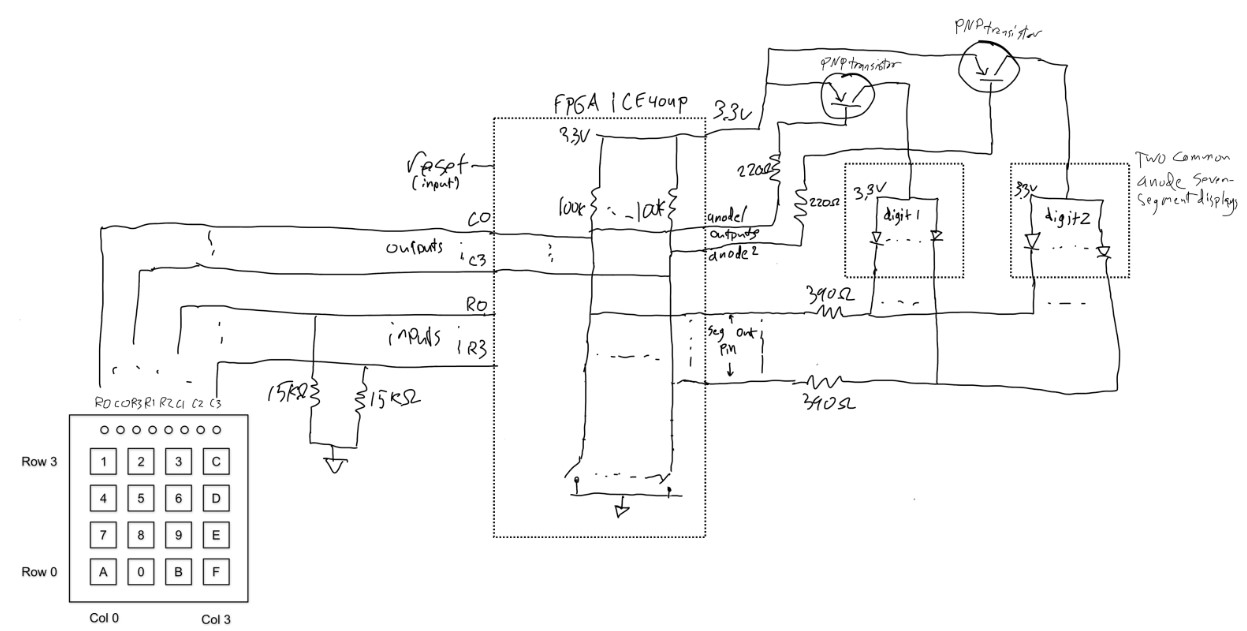 PNP transistor
PNP transistor
FPGA ICE40UP
3.3V
3.3V
reset
(input)
100k
100k
220Ω
220Ω
Two Common
anode Seven-
Segment displays
3.3V
digit1
3.3V
digit2
C0
outputs
C3
anode1
outputs
anode2
R0
inputs
R3
390Ω
Seg out
Pin
390Ω
15KΩ
15KΩ
R0 C0 R3 R1 R2 C1 C2 C3
Row 3
1 2 3 C
4 5 6 D
7 8 9 E
Row 0
A 0 B F
Col 0
Col 3